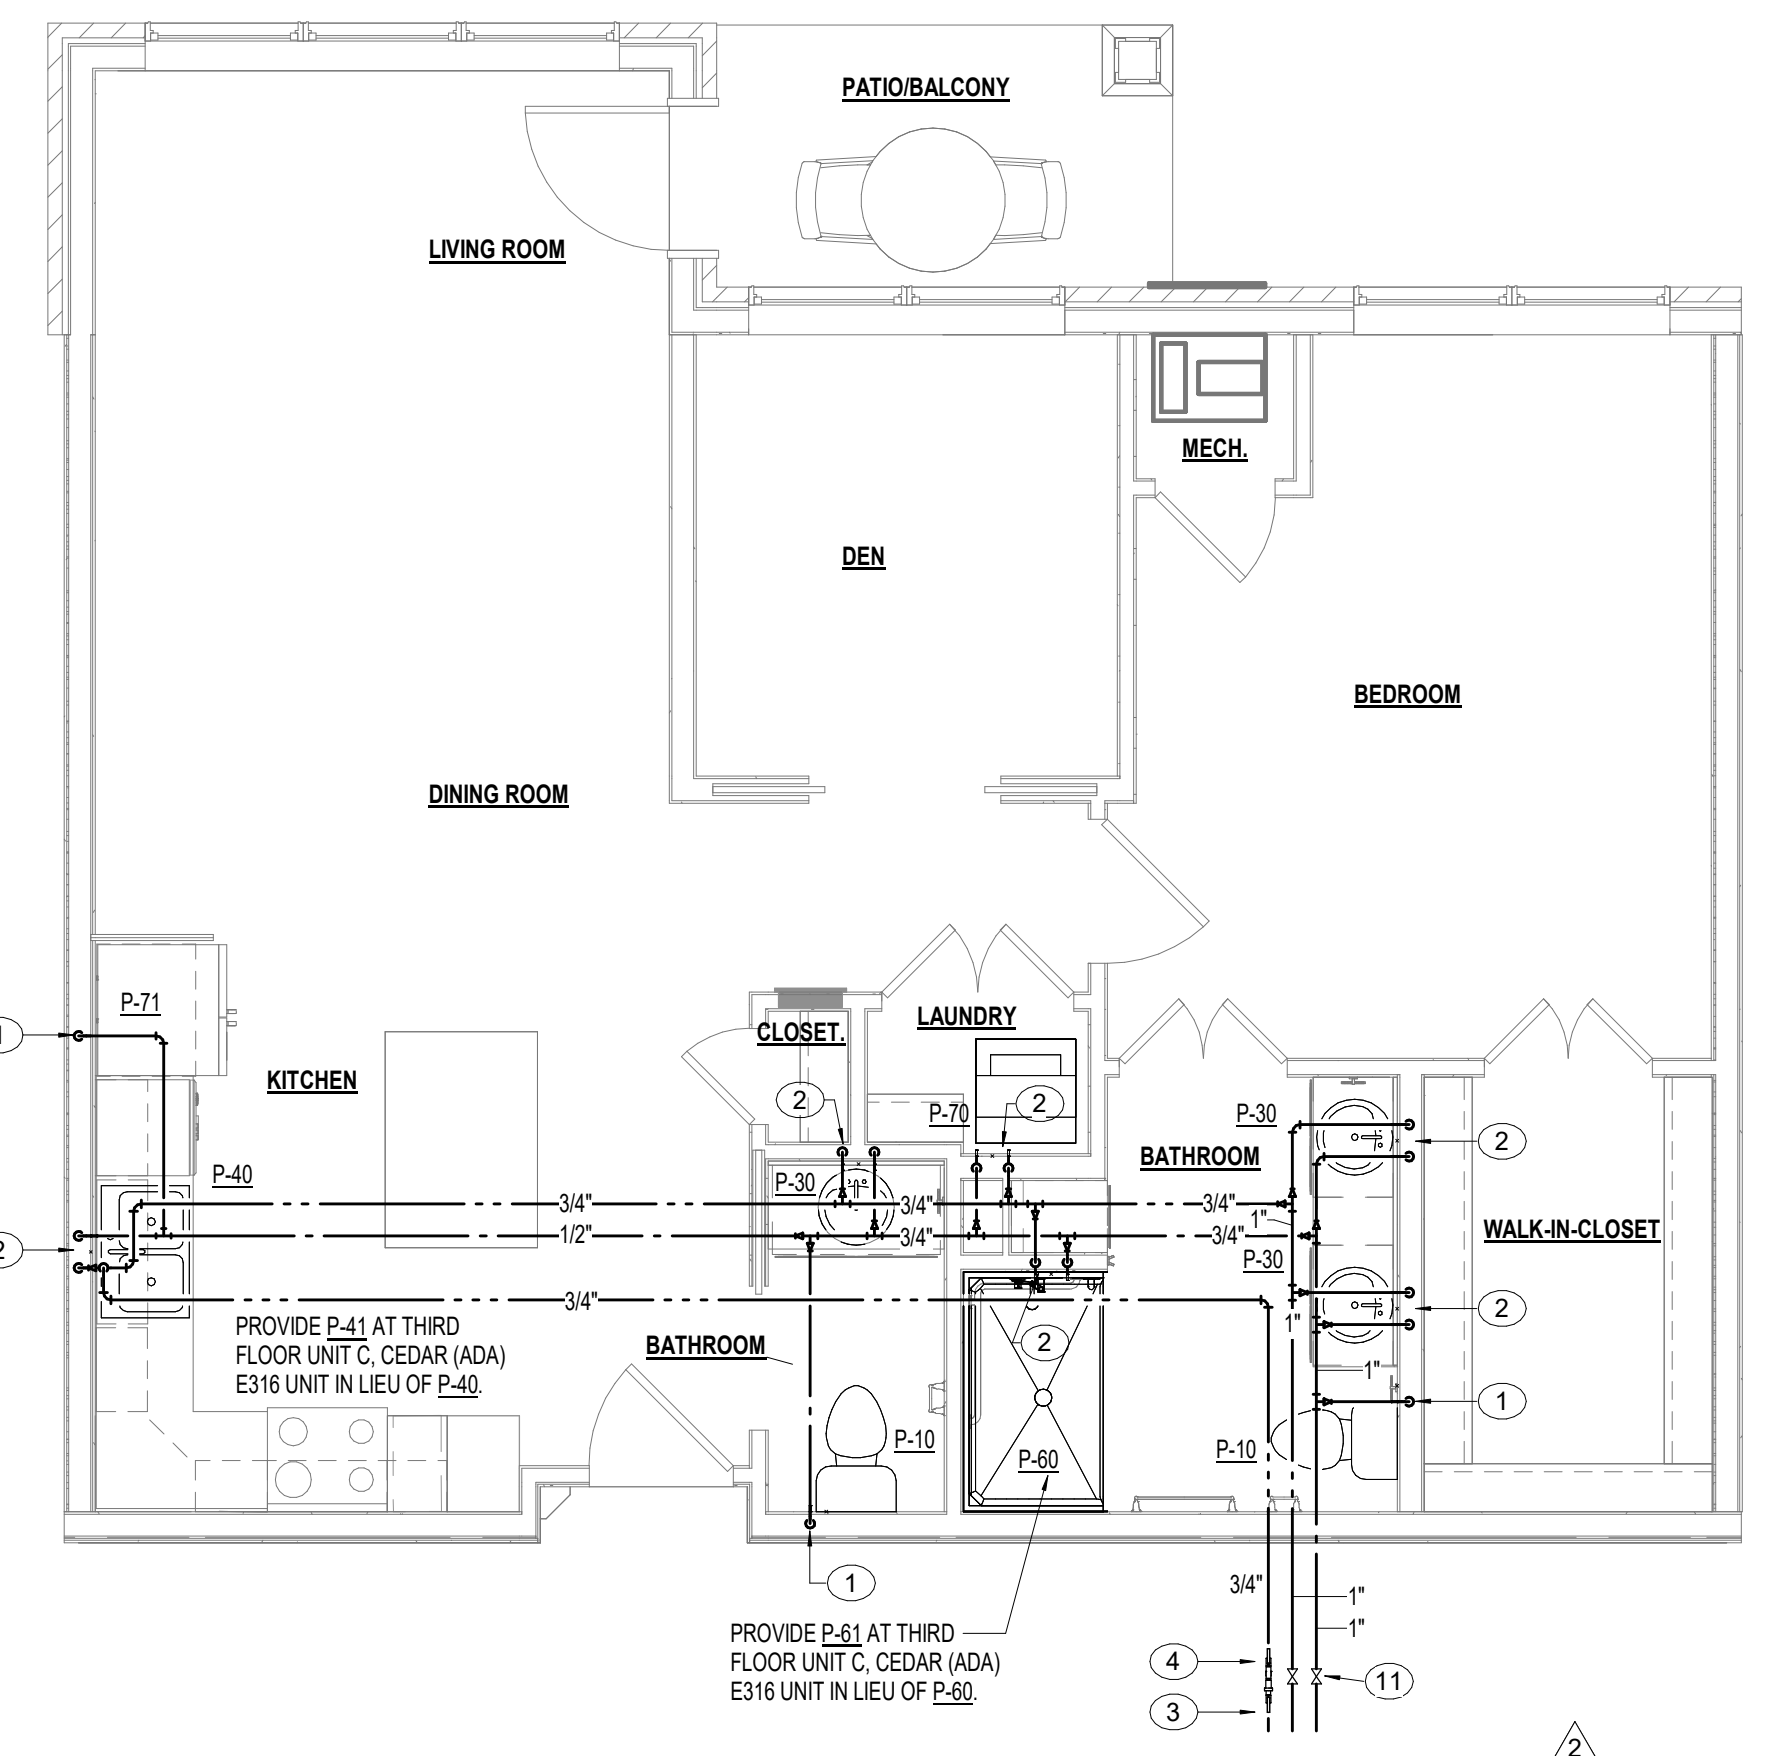 PATIO/BALCONY
LIVING ROOM
MECH.
DEN
BEDROOM
DINING ROOM
P-71
LAUNDRY
CLOSET.
1
KITCHEN
2
P-70
2
P-30
2
BATHROOM
P-40
P-30
3/4"
3/4"
3/4"
1"
WALK-IN-CLOSET
1/2"
3/4"
3/4"
2
P-30
3/4"
2
1"
PROVIDE P-41 AT THIRD
FLOOR UNIT C, CEDAR (ADA)
E316 UNIT IN LIEU OF P-40.
BATHROOM
2
1"
1
P-10
P-60
P-10
1
3/4"
1"
1"
PROVIDE P-61 AT THIRD
FLOOR UNIT C, CEDAR (ADA)
E316 UNIT IN LIEU OF P-60.
4
11
3
2